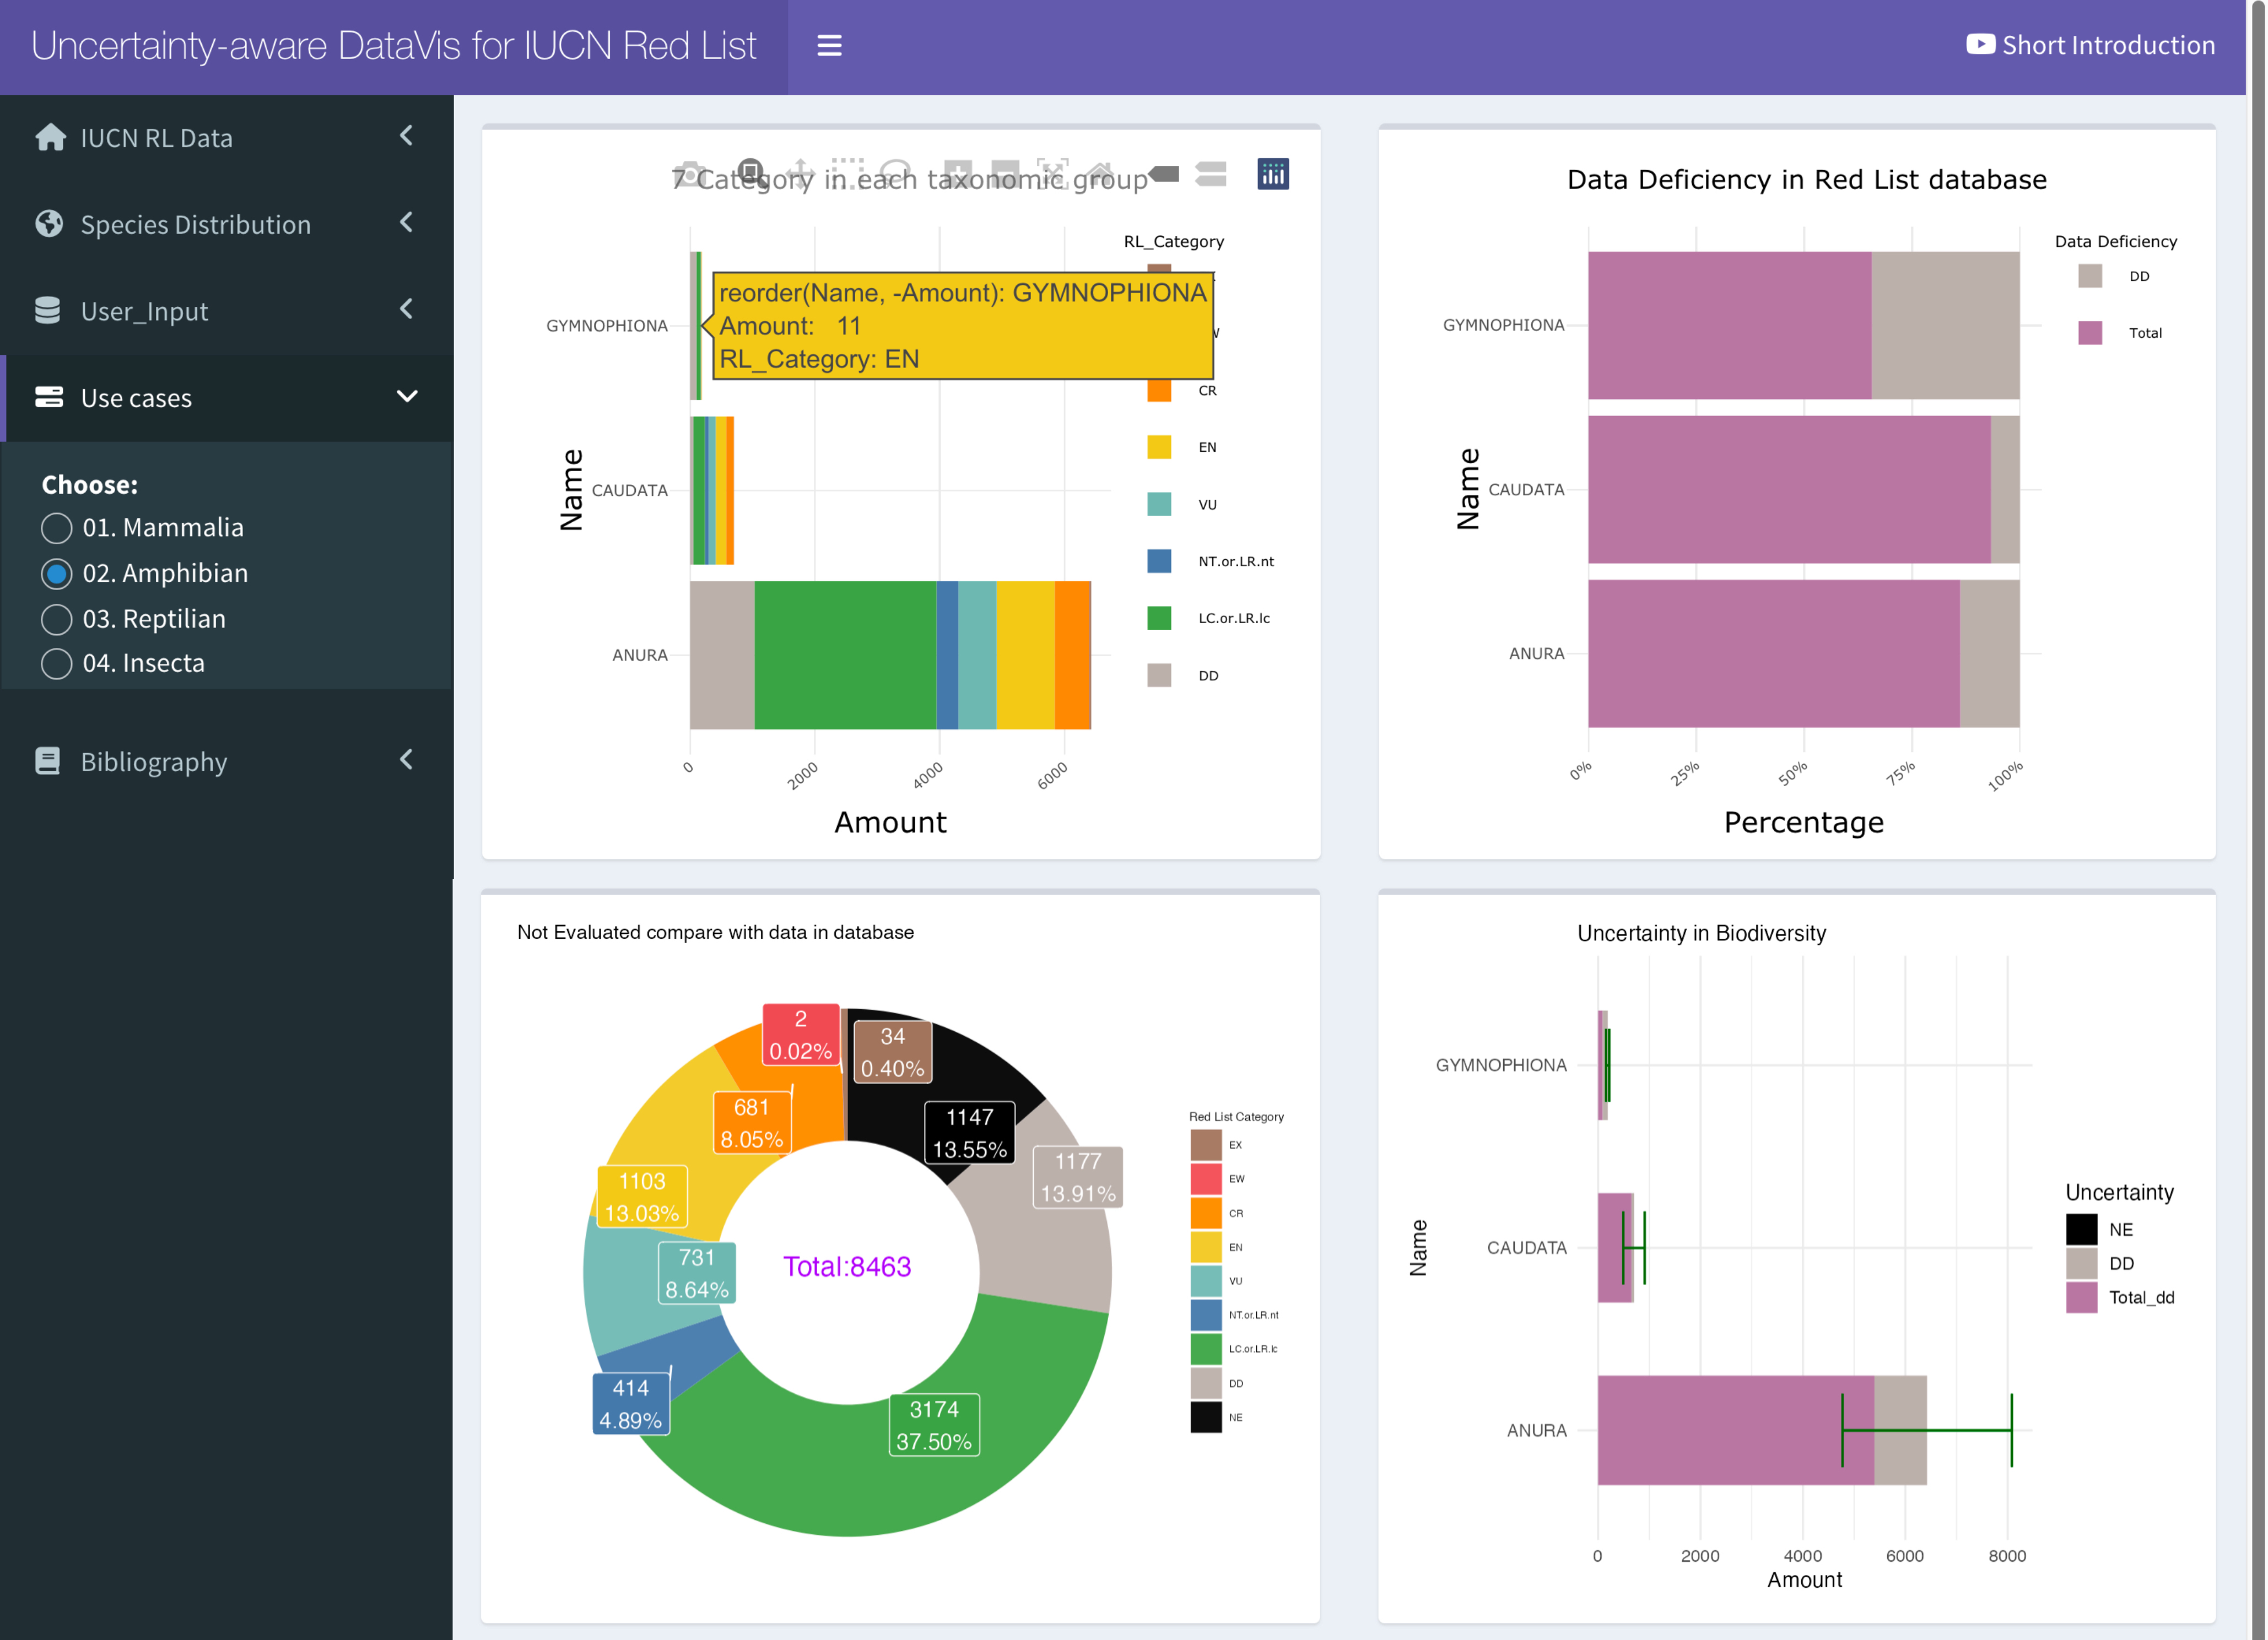 Uncertainty-aware DataVis for IUCN Red List
Short Introduction
IUCN RL Data
Species Distribution
User_Input
Use cases
Choose:
01. Mammalia
02. Amphibian
03. Reptilian
04. Insecta
Bibliography
7 Category in each taxonomic group
RL_Category
reorder(Name, -Amount): GYMNOPHIONA
Amount: 11
RL_Category: EN
CR
EN
VU
NT.or.LR.nt
LC.or.LR.lc
DD
GYMNOPHIONA
CAUDATA
ANURA
Name
0
2000
4000
6000
Amount
Data Deficiency in Red List database
Data Deficiency
DD
Total
GYMNOPHIONA
CAUDATA
ANURA
Name
0%
25%
50%
75%
100%
Percentage
Not Evaluated compare with data in database
2
0.02%
34
0.40%
681
8.05%
1147
13.55%
1177
13.91%
1103
13.03%
731
8.64%
Total:8463
414
4.89%
3174
37.50%
Red List Category
EX
EW
CR
EN
VU
NT.or.LR.nt
LC.or.LR.lc
DD
NE
Uncertainty in Biodiversity
GYMNOPHIONA
CAUDATA
ANURA
Name
0
2000
4000
6000
8000
Amount
Uncertainty
NE
DD
Total_dd